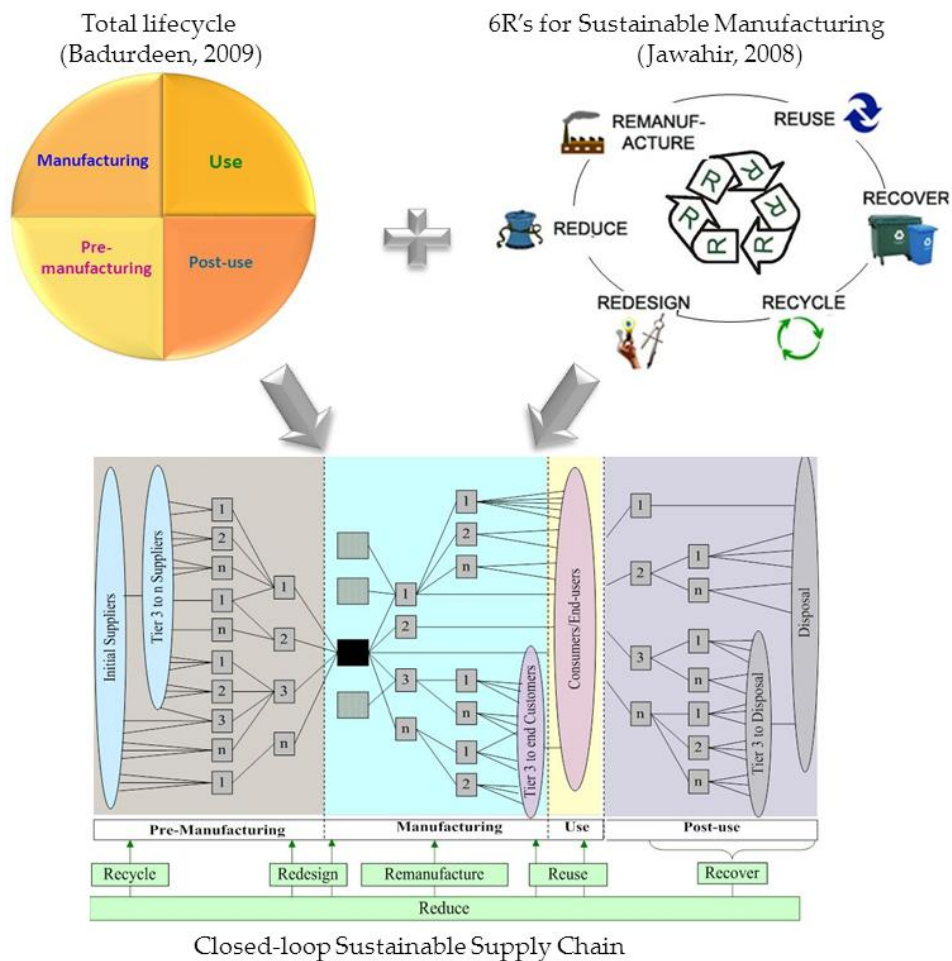 Total lifecycle
(Badurdeen, 2009)
6R's for Sustainable Manufacturing
(Jawahir, 2008)
Manufacturing
Use
Pre-
manufacturing
Post-use
REMANUF-
ACTURE
REUSE
REDUCE
RECOVER
REDESIGN
RECYCLE
R
R
R
R
R
R
Initial Suppliers
Tier 3 to n Suppliers
1
2
n
1
n
1
2
3
n
1
1
2
3
n
1
2
3
n
1
2
n
1
n
1
2
Tier 3 to end Customers
Consumers/End-users
1
2
3
n
1
n
1
n
1
2
n
Tier 3 to Disposal
Disposal
Pre-Manufacturing
Manufacturing
Use
Post-use
Recycle
Redesign
Remanufacture
Reuse
Recover
Reduce
Closed-loop Sustainable Supply Chain